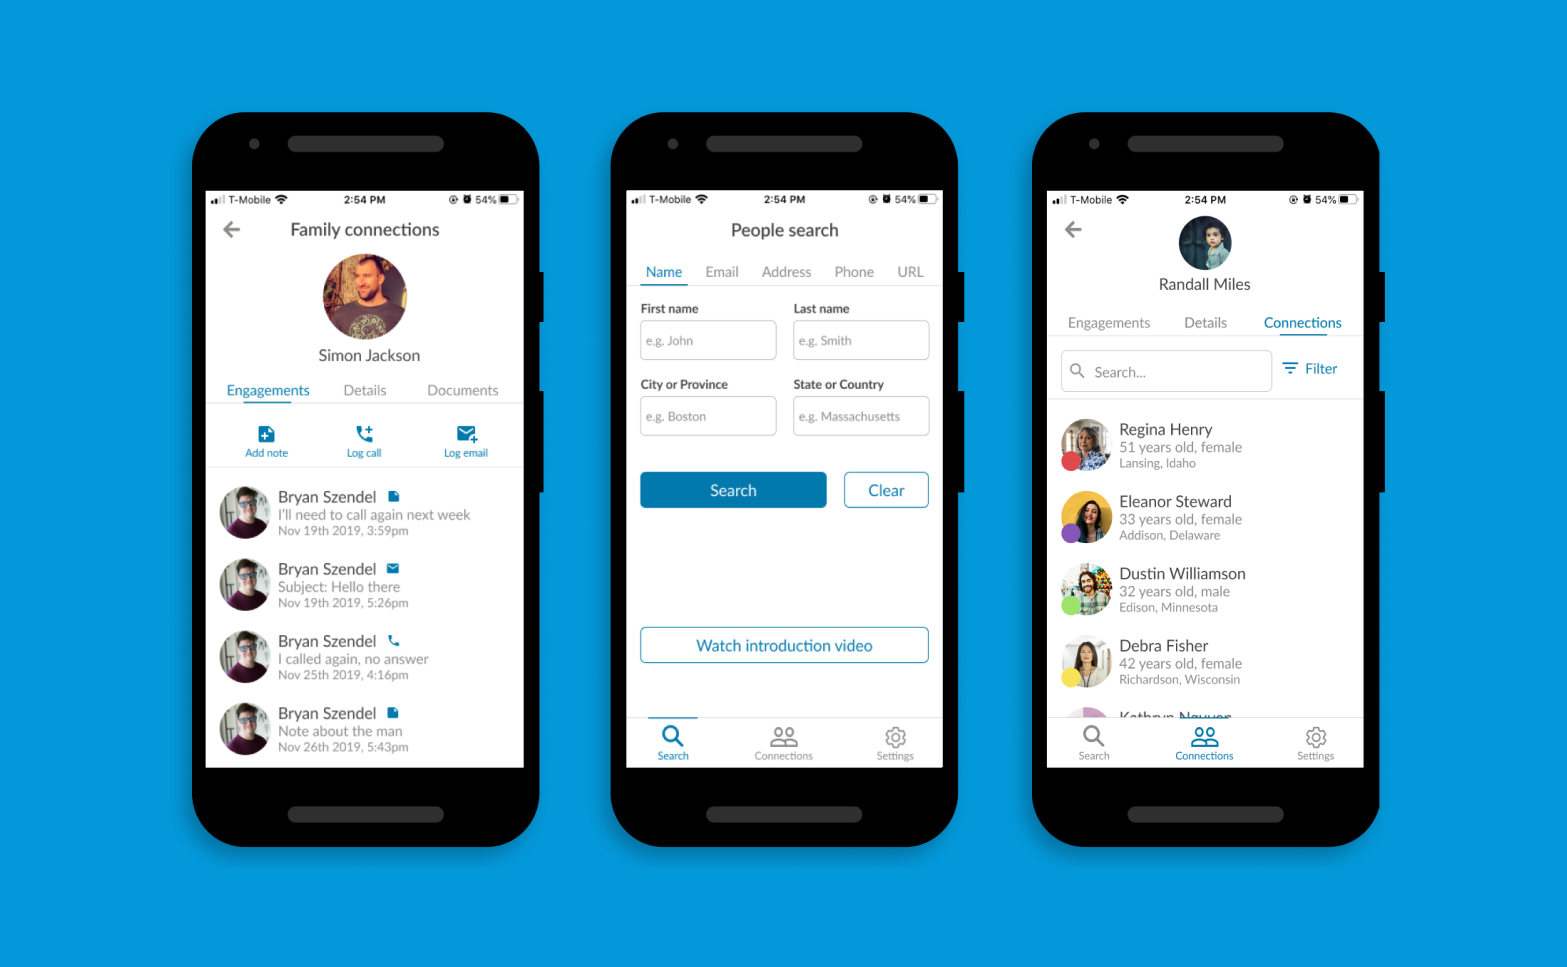 T-Mobile 2:54 PM 54%
Family connections
Simon Jackson
Engagements Details Documents
Add note Log call Log email
Bryan Szendel
I'll need to call again next week
Nov 19th 2019, 3:59pm
Bryan Szendel
Subject: Hello there
Nov 19th 2019, 5:26pm
Bryan Szendel
I called again, no answer
Nov 25th 2019, 4:16pm
Bryan Szendel
Note about the man
Nov 26th 2019, 5:43pm
T-Mobile 2:54 PM 54%
People search
Name Email Address Phone URL
First name Last name
e.g. John e.g. Smith
City or Province State or Country
e.g. Boston e.g. Massachusetts
Search Clear
Watch introduction video
Search Connections Settings
T-Mobile 2:54 PM 54%
Randall Miles
Engagements Details Connections
Search... Filter
Regina Henry
51 years old, female
Lansing, Idaho
Eleanor Steward
33 years old, female
Addison, Delaware
Dustin Williamson
32 years old, male
Edison, Minnesota
Debra Fisher
42 years old, female
Richardson, Wisconsin
Kathryn Nguyen
Search Connections Settings